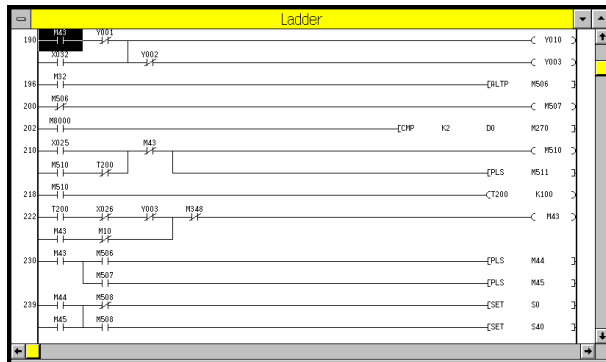 Ladder
M43 Y001
190 Y010
X032 Y002
Y003
M32
196 ALTP M506
M506
200 M507
M8000
202 CMP K2 D0 M270
X025 M43
210 M510
M510 T200
PLS M511
M510
218 T200 K100
T200 X026 Y003 M348
222 M43
M43 M10
M43 M506
230 PLS M44
M507
PLS M45
M44 M508
239 SET S0
M45 M508
SET S40